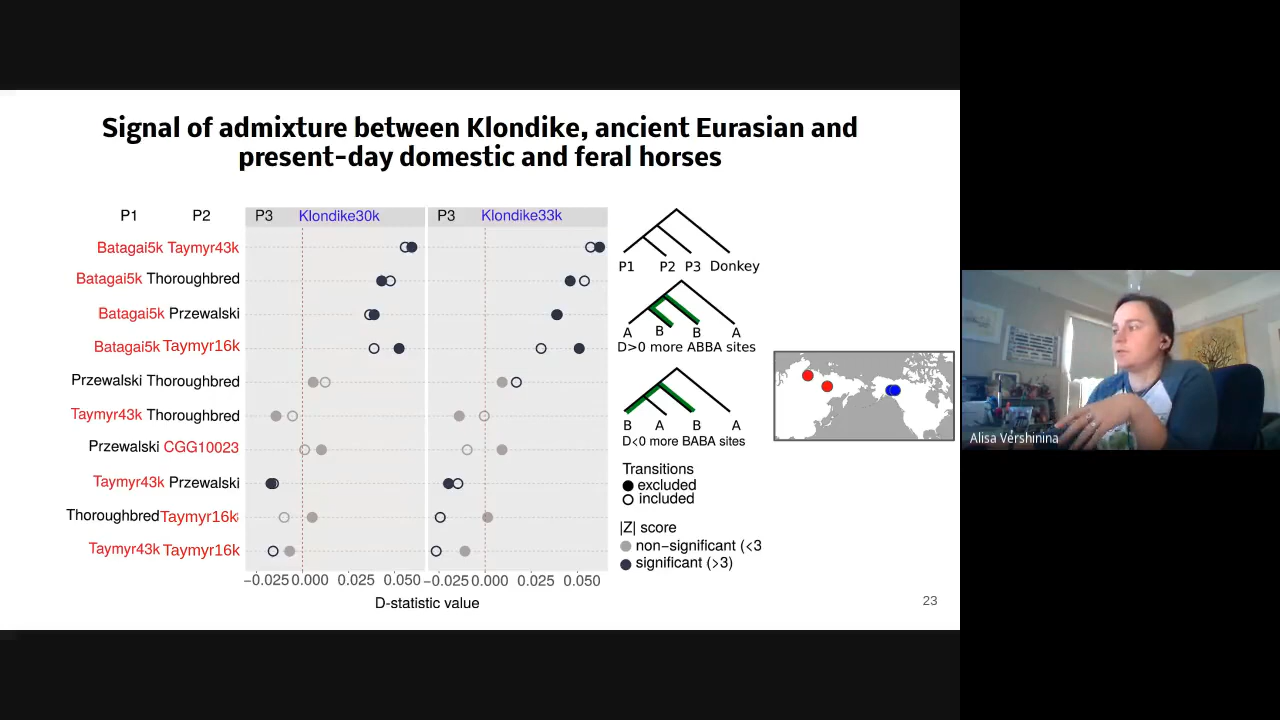 Signal of admixture between Klondike, ancient Eurasian and
present-day domestic and feral horses
P1 P2 P3 Klondike30k P3 Klondike33k
Batagai5k Taymyr43k
Batagai5k Thoroughbred
Batagai5k Przewalski
Batagai5k Taymyr16k
Przewalski Thoroughbred
Taymyr43k Thoroughbred
Przewalski CGG10023
Taymyr43k Przewalski
Thoroughbred Taymyr16k
Taymyr43k Taymyr16k
−0.025 0.000 0.025 0.050 −0.025 0.000 0.025 0.050
D-statistic value
P1 P2 P3 Donkey
A B B A
D>0 more ABBA sites
B A B A
D<0 more BABA sites
Transitions
excluded
included
|Z| score
non−significant (<3
significant (>3)
23
Alisa Vershinina